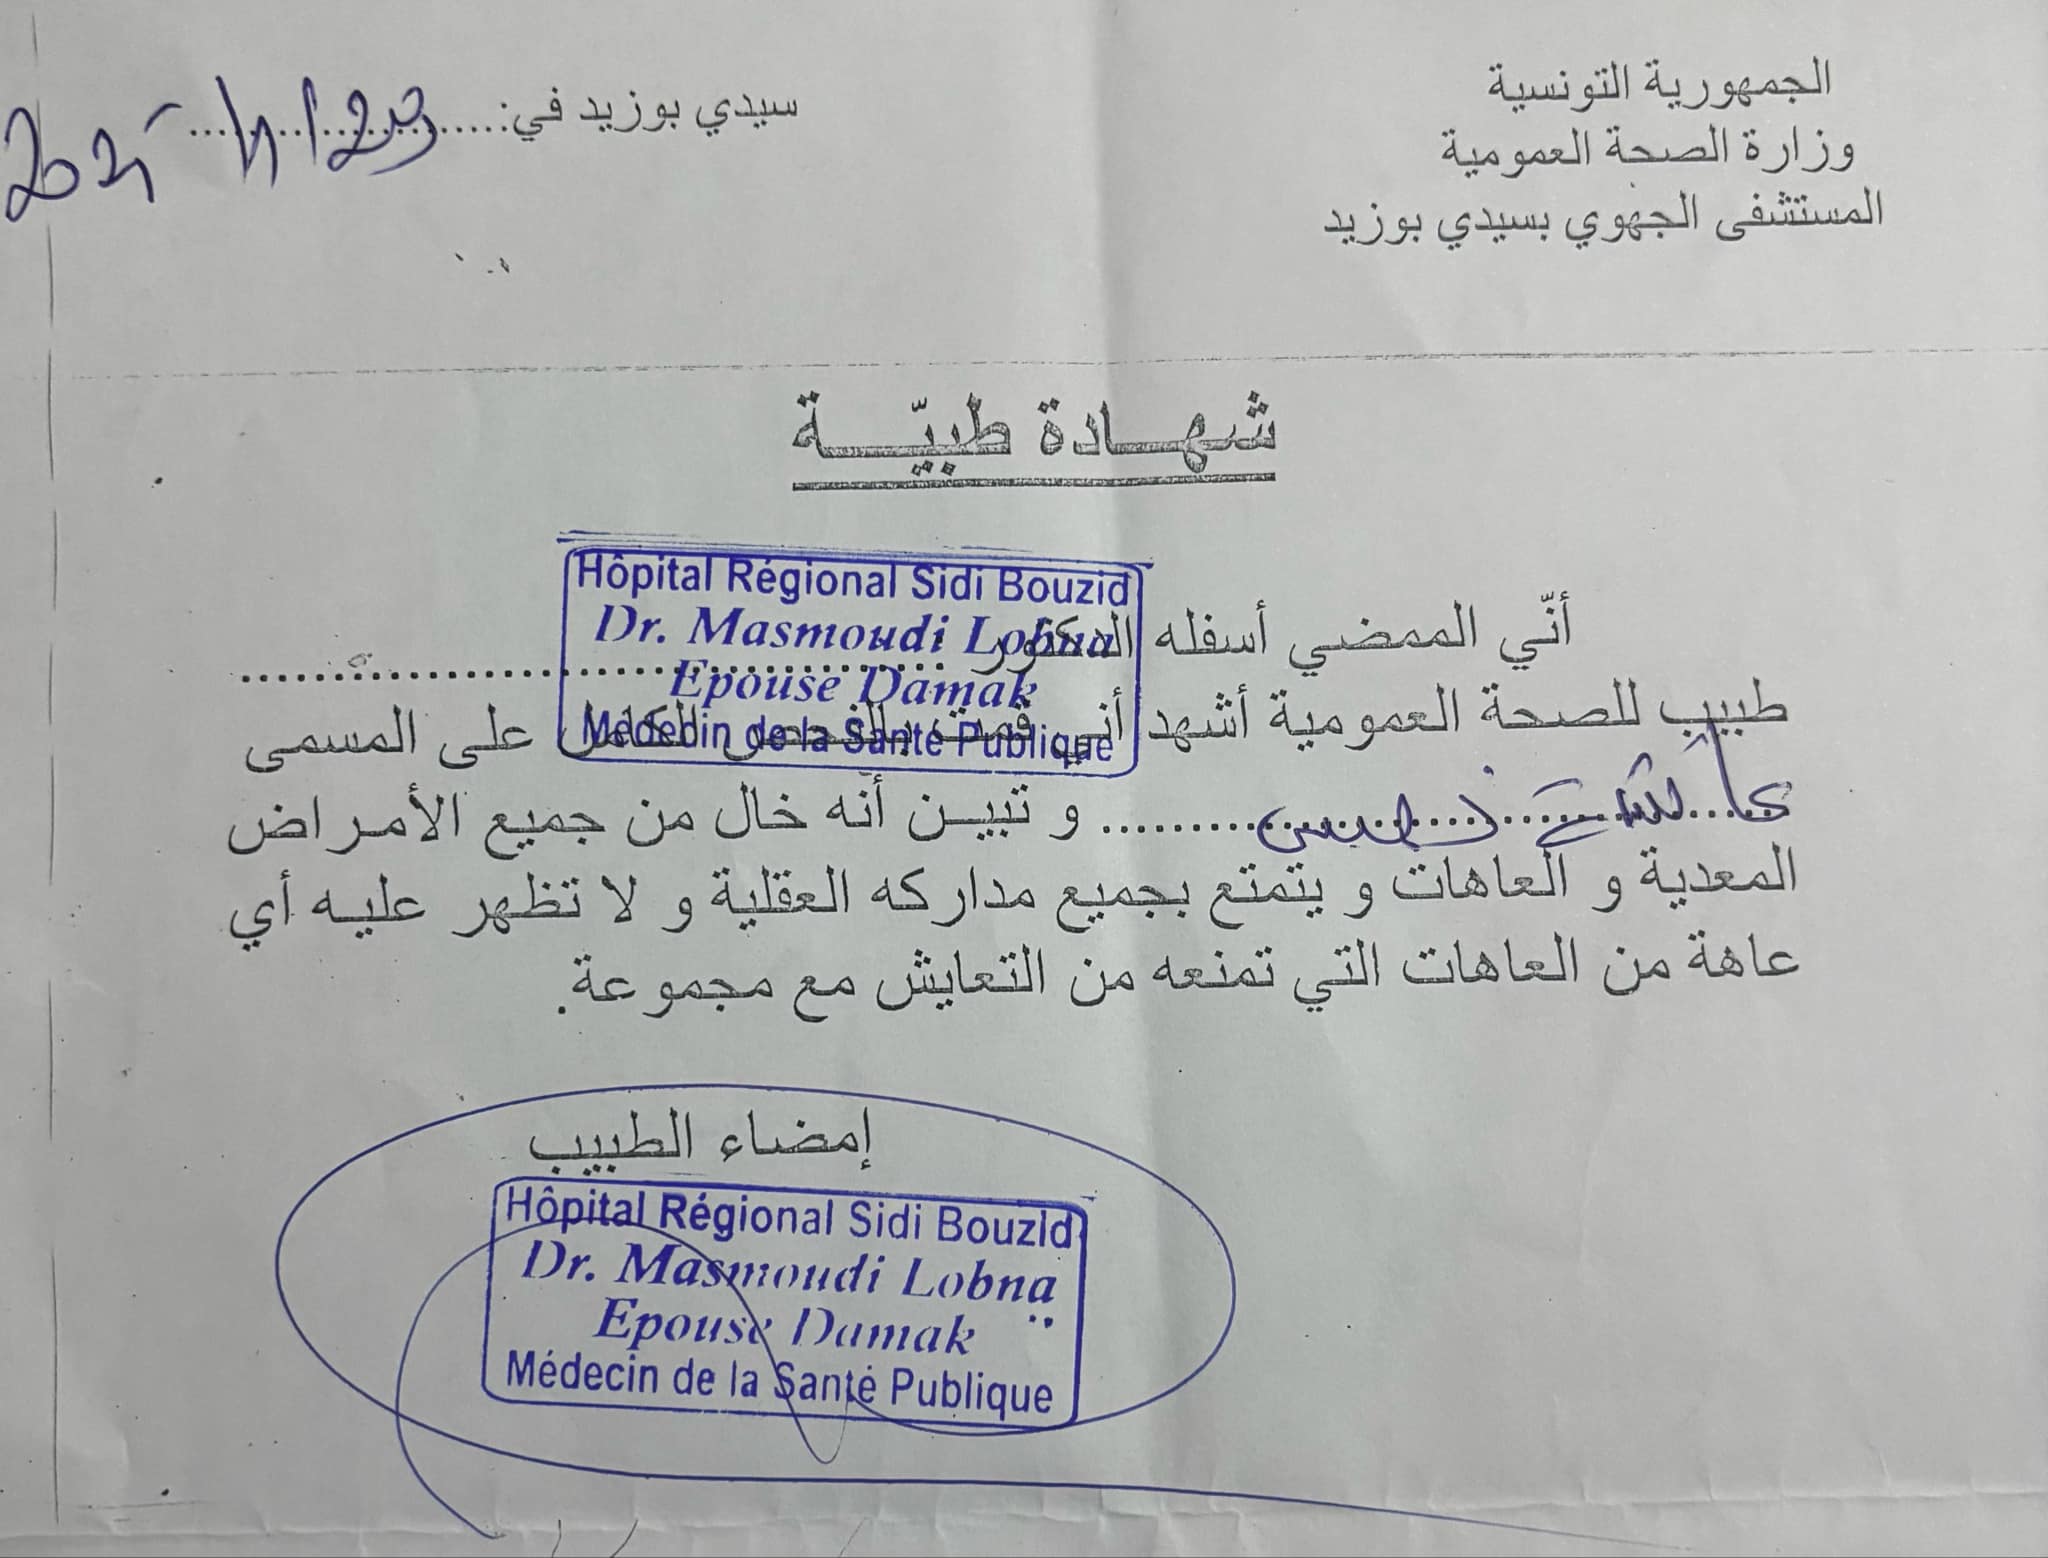 الجمهورية التونسية
وزارة الصحة العمومية
المستشفى الجهوي بسيدي بوزيد
سيدي بوزيد في:
شهادة طبيّة
Hôpital Régional Sidi Bouzid
Dr. Masmoudi Lobna
Epouse Damak
Médecin de la Santé Publique
أنّي الممضي أسفله الدكتور
طبيب للصحة العمومية أشهد أني قمت بالفحص الكامل على المسمى
عائشة و تبين أنه خال من جميع الأمراض
المعدية و العاهات و يتمتع بجميع مداركه العقلية و لا تظهر عليه أي
عاهة من العاهات التي تمنعه من التعايش مع مجموعة.
إمضاء الطبيب
Hôpital Régional Sidi Bouzid
Dr. Masmoudi Lobna
Epouse Damak
Médecin de la Santé Publique